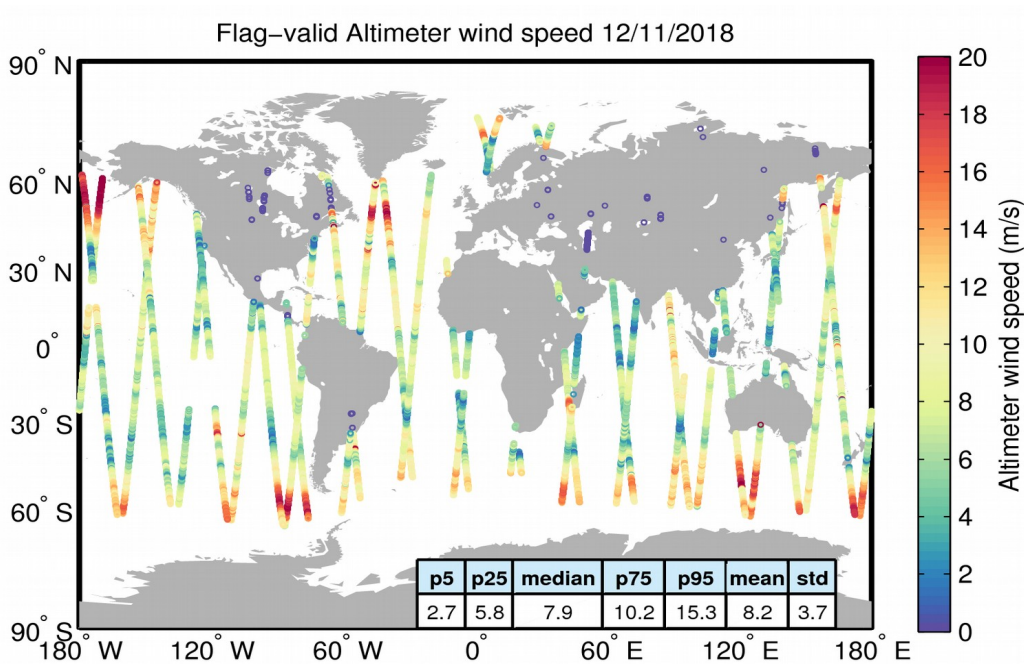 Flag−valid Altimeter wind speed 12/11/2018
90° N
60° N
30° N
0°
30° S
60° S
90° S
180° W
120° W
60° W
0°
60° E
120° E
180° E
20
18
16
14
12
10
8
6
4
2
0
Altimeter wind speed (m/s)
p5 p25 median p75 p95 mean std
2.7 5.8 7.9 10.2 15.3 8.2 3.7